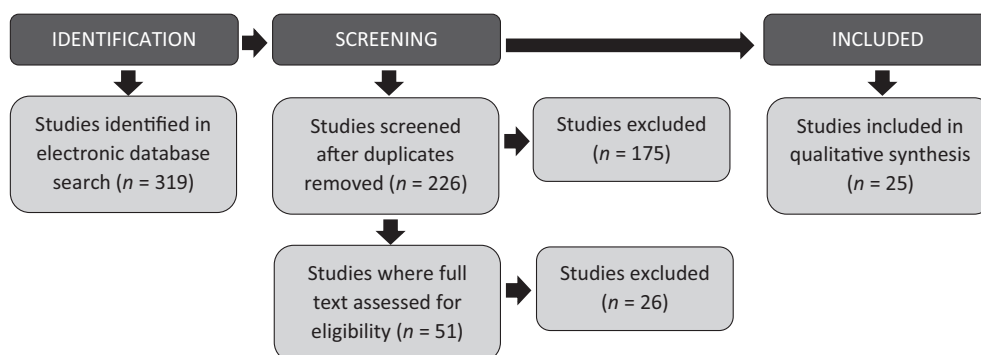 IDENTIFICATION
SCREENING
INCLUDED
Studies identified in
electronic database
search (n = 319)
Studies screened
after duplicates
removed (n = 226)
Studies excluded
(n = 175)
Studies included in
qualitative synthesis
(n = 25)
Studies where full
text assessed for
eligibility (n = 51)
Studies excluded
(n = 26)